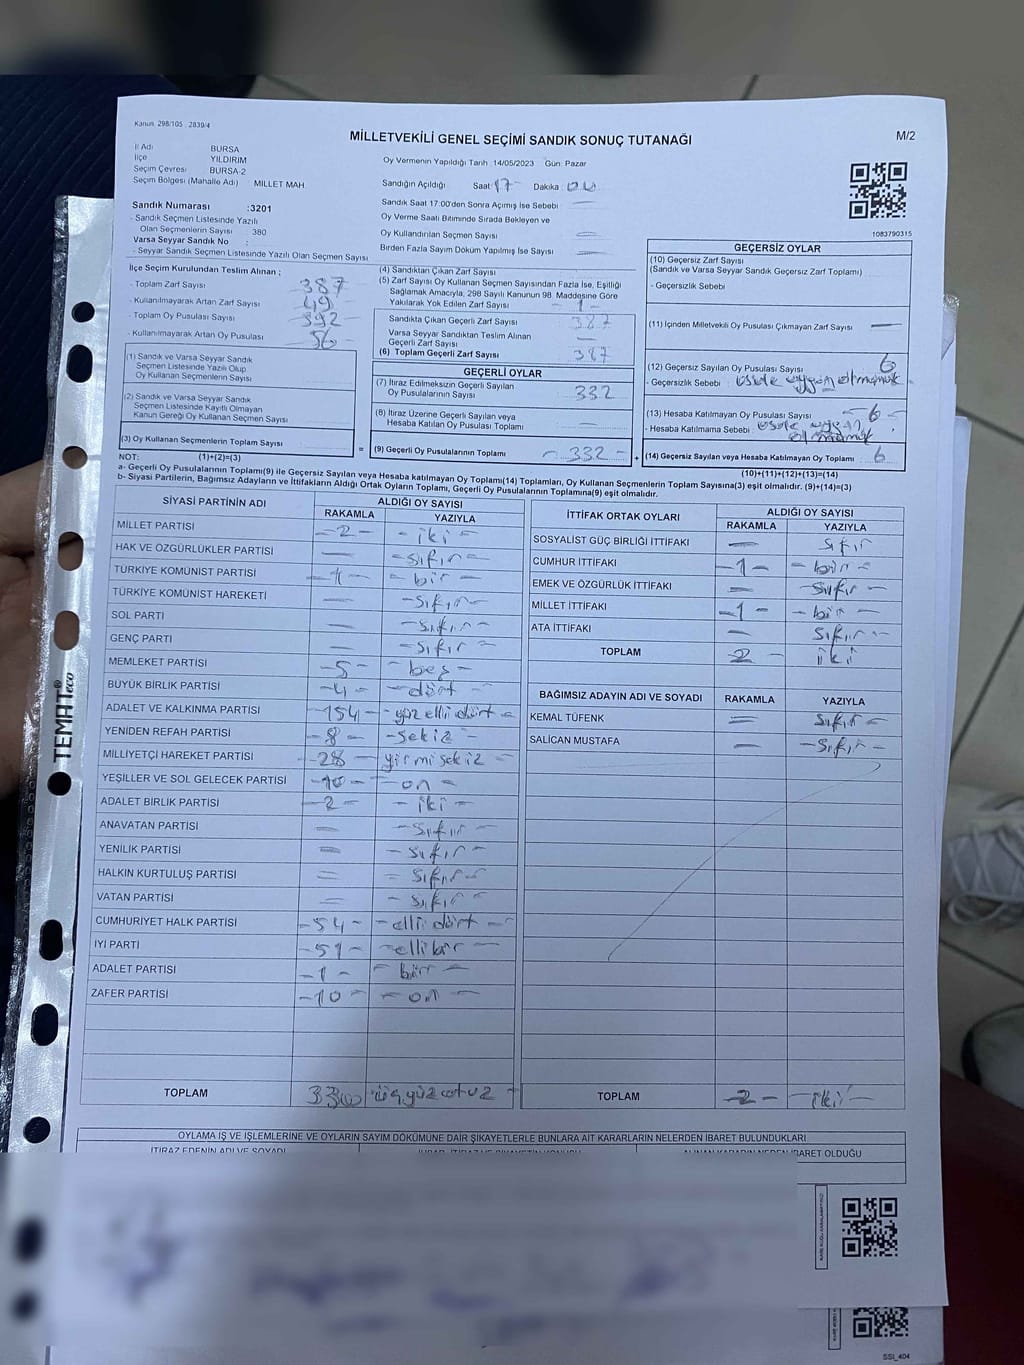 Kanun 298/105 2839/4
MİLLETVEKİLİ GENEL SEÇİMİ SANDIK SONUÇ TUTANAĞI
M/2
İl Adı BURSA
İlçe YILDIRIM
Seçim Çevresi BURSA-2
Seçim Bölgesi (Mahalle Adı) MİLLET MAH
Oy Vermenin Yapıldığı Tarih 14/05/2023 Gün: Pazar
Sandığın Açıldığı Saat 17 Dakika 00
Sandık Saat 17.00'den Sonra Açımış İse Sebebi
Oy Verme Saati Bitiminde Sırada Bekleyen ve
Oy Kullandırılan Seçmen Sayısı
Birden Fazla Sayım Döküm Yapılmış İse Sayısı
1083790315
Sandık Numarası :3201
- Sandık Seçmen Listesinde Yazılı
Olan Seçmenlerin Sayısı 380
Varsa Seyyar Sandık No :
- Seyyar Sandık Seçmen Listesinde Yazılı Olan Seçmen Sayısı
İlçe Seçim Kurulundan Teslim Alınan ;
- Toplam Zarf Sayısı 387
- Kullanılmayarak Artan Zarf Sayısı 49
- Toplam Oy Pusulası Sayısı 392
- Kullanılmayarak Artan Oy Pusulası 56
(1) Sandık ve Varsa Seyyar Sandık
Seçmen Listesinde Yazılı Olup
Oy Kullanan Seçmenlerin Sayısı
(2) Sandık ve Varsa Seyyar Sandık
Seçmen Listesinde Kayıtlı Olmayan
Kanun Gereği Oy Kullanan Seçmen Sayısı
(3) Oy Kullanan Seçmenlerin Toplam Sayısı
(4) Sandıktan Çıkan Zarf Sayısı
(5) Zarf Sayısı Oy Kullanan Seçmen Sayısından Fazla İse, Eşitliği
Sağlamak Amacıyla, 298 Sayılı Kanunun 98. Maddesine Göre
Yakılarak Yok Edilen Zarf Sayısı - 1 -
Sandıkta Çıkan Geçerli Zarf Sayısı 387
Varsa Seyyar Sandıktan Teslim Alınan
Geçerli Zarf Sayısı
(6) Toplam Geçerli Zarf Sayısı 387
GEÇERLİ OYLAR
(7) İtiraz Edilmeksizin Geçerli Sayılan
Oy Pusulalarının Sayısı 332
(8) İtiraz Üzerine Geçerli Sayılan veya
Hesaba Katılan Oy Pusulası Toplamı
= (9) Geçerli Oy Pusulalarının Toplamı - 332 - +
GEÇERSİZ OYLAR
(10) Geçersiz Zarf Sayısı
(Sandık ve Varsa Seyyar Sandık Geçersiz Zarf Toplamı)
- Geçersizlik Sebebi
(11) İçinden Milletvekili Oy Pusulası Çıkmayan Zarf Sayısı
(12) Geçersiz Sayılan Oy Pusulası Sayısı 6
- Geçersizlik Sebebi : usule uygun olmamak
(13) Hesaba Katılmayan Oy Pusulası Sayısı - 6 -
- Hesaba Katılmama Sebebi : usule uygun
olmamak
(14) Geçersiz Sayılan veya Hesaba Katılmayan Oy Toplamı 6
NOT: (1)+(2)=(3)
(10)+(11)+(12)+(13)=(14)
a- Geçerli Oy Pusulalarının Toplamı(9) ile Geçersiz Sayılan veya Hesaba katılmayan Oy Toplamı(14) Toplamları, Oy Kullanan Seçmenlerin Toplam Sayısına(3) eşit olmalıdır. (9)+(14)=(3)
b- Siyasi Partilerin, Bağımsız Adayların ve İttifakların Aldığı Ortak Oyların Toplamı, Geçerli Oy Pusulalarının Toplamına(9) eşit olmalıdır.
SİYASİ PARTİNİN ADI ALDIĞI OY SAYISI
RAKAMLA YAZIYLA
MİLLET PARTİSİ -2- - iki -
HAK VE ÖZGÜRLÜKLER PARTİSİ — -sıfır-
TÜRKİYE KOMÜNİST PARTİSİ -1- - bir -
TÜRKİYE KOMÜNİST HAREKETİ — -sıfır-
SOL PARTİ — -sıfır-
GENÇ PARTİ — -sıfır-
MEMLEKET PARTİSİ -5- - beş -
BÜYÜK BİRLİK PARTİSİ -4- - dört -
ADALET VE KALKINMA PARTİSİ -154- -yüz elli dört -
YENİDEN REFAH PARTİSİ -8- -sekiz -
MİLLİYETÇİ HAREKET PARTİSİ -28- yirmi sekiz -
YEŞİLLER VE SOL GELECEK PARTİSİ -10- - on -
ADALET BİRLİK PARTİSİ -2- - iki -
ANAVATAN PARTİSİ — -sıfır-
YENİLİK PARTİSİ — -sıfır-
HALKIN KURTULUŞ PARTİSİ — -sıfır-
VATAN PARTİSİ — -sıfır-
CUMHURİYET HALK PARTİSİ -54- -elli dört -
İYİ PARTİ -51- -elli bir -
ADALET PARTİSİ -1- - bir -
ZAFER PARTİSİ -10- - on -
TOPLAM 330 üçyüz otuz -
İTTİFAK ORTAK OYLARI ALDIĞI OY SAYISI
RAKAMLA YAZIYLA
SOSYALİST GÜÇ BİRLİĞİ İTTİFAKI — sıfır
CUMHUR İTTİFAKI -1- - bir -
EMEK VE ÖZGÜRLÜK İTTİFAKI — -sıfır-
MİLLET İTTİFAKI -1- - bir -
ATA İTTİFAKI — sıfır -
TOPLAM 2 iki
BAĞIMSIZ ADAYIN ADI VE SOYADI RAKAMLA YAZIYLA
KEMAL TÜFENK — sıfır -
SALİCAN MUSTAFA — -sıfır-
TOPLAM -2- - iki -
OYLAMA İŞ VE İŞLEMLERİNE VE OYLARIN SAYIM DÖKÜMÜNE DAİR ŞİKAYETLERLE BUNLARA AİT KARARLARIN NELERDEN İBARET BULUNDUKLARI
İTİRAZ EDENİN ADI VE SOYADI
İBARET OLDUĞU
TEMAT® eco
SSİ_404